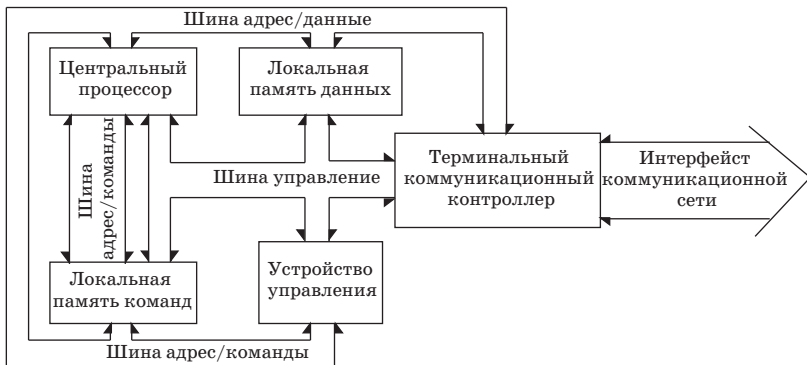 Шина адрес/данные
Центральный
процессор
Локальная
память данных
Шина
адрес/команды
Терминальный
коммуникационный
контроллер
Интерфейст
коммуникационной
сети
Шина управление
Локальная
память команд
Устройство
управления
Шина адрес/команды